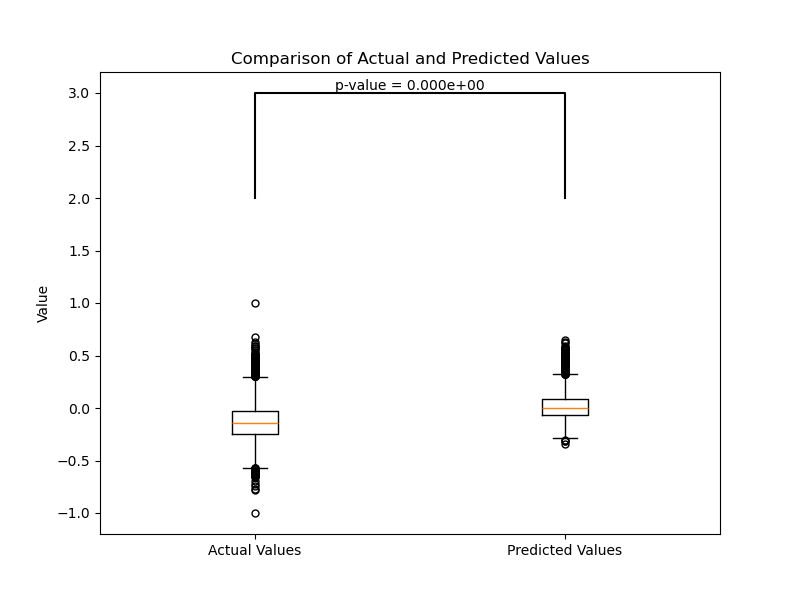 Comparison of Actual and Predicted Values
p-value = 0.000e+00
3.0
2.5
2.0
1.5
1.0
0.5
0.0
−0.5
−1.0
Value
Actual Values
Predicted Values